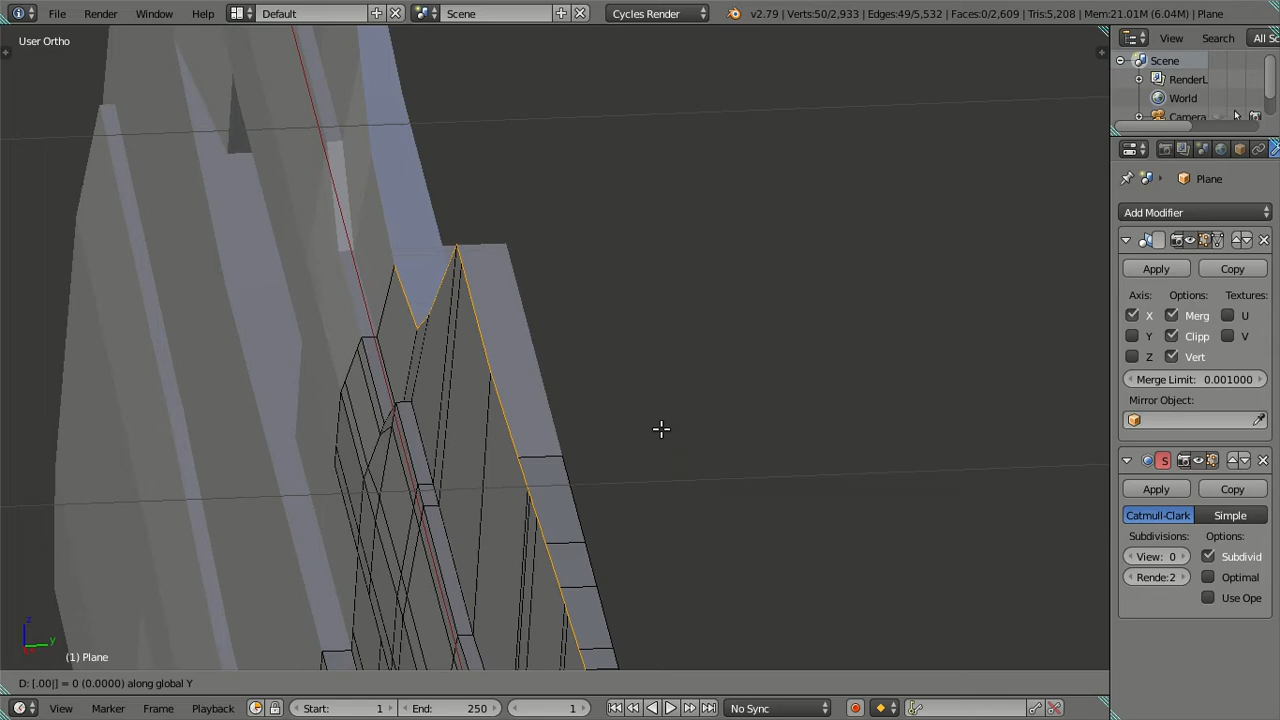 File Render Window Help Default Scene Cycles Render v2.79 | Verts:50/2,933 | Edges:49/5,532 | Faces:0/2,609 | Tris:5,208 | Mem:21.01M (6.04M) | Plane
User Ortho
View Search All Sc
Scene
RenderL
World
Camera
Plane
Add Modifier
Apply Copy
Axis: Options: Textures:
X Merg U
Y Clipp V
Z Vert
Merge Limit: 0.001000
Mirror Object:
S
Apply Copy
Catmull-Clark Simple
Subdivisions: Options:
View: 0 Subdivid
Rende:2 Optimal
Use Ope
z
y
(1) Plane
D: [.00|] = 0 (0.0000) along global Y
View Marker Frame Playback Start: 1 End: 250 1 No Sync